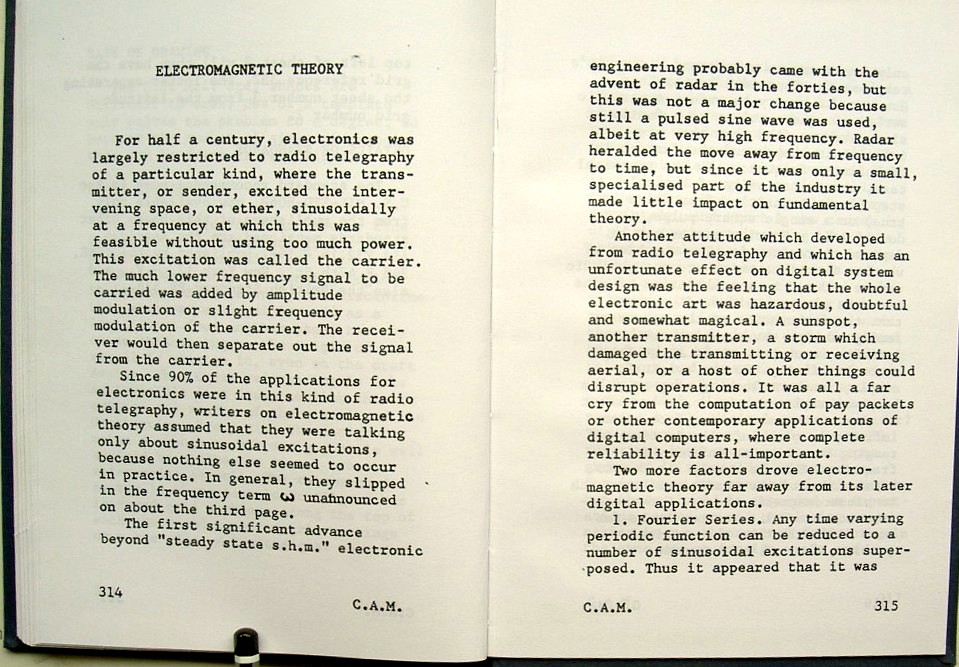 ELECTROMAGNETIC THEORY
For half a century, electronics was
largely restricted to radio telegraphy
of a particular kind, where the trans-
mitter, or sender, excited the inter-
vening space, or ether, sinusoidally
at a frequency at which this was
feasible without using too much power.
This excitation was called the carrier.
The much lower frequency signal to be
carried was added by amplitude
modulation or slight frequency
modulation of the carrier. The recei-
ver would then separate out the signal
from the carrier.
Since 90% of the applications for
electronics were in this kind of radio
telegraphy, writers on electromagnetic
theory assumed that they were talking
only about sinusoidal excitations,
because nothing else seemed to occur
in practice. In general, they slipped
in the frequency term ω unannounced
on about the third page.
The first significant advance
beyond "steady state s.h.m." electronic
314
C.A.M.
engineering probably came with the
advent of radar in the forties, but
this was not a major change because
still a pulsed sine wave was used,
albeit at very high frequency. Radar
heralded the move away from frequency
to time, but since it was only a small,
specialised part of the industry it
made little impact on fundamental
theory.
Another attitude which developed
from radio telegraphy and which has an
unfortunate effect on digital system
design was the feeling that the whole
electronic art was hazardous, doubtful
and somewhat magical. A sunspot,
another transmitter, a storm which
damaged the transmitting or receiving
aerial, or a host of other things could
disrupt operations. It was all a far
cry from the computation of pay packets
or other contemporary applications of
digital computers, where complete
reliability is all-important.
Two more factors drove electro-
magnetic theory far away from its later
digital applications.
1. Fourier Series. Any time varying
periodic function can be reduced to a
number of sinusoidal excitations super-
posed. Thus it appeared that it was
C.A.M.
315